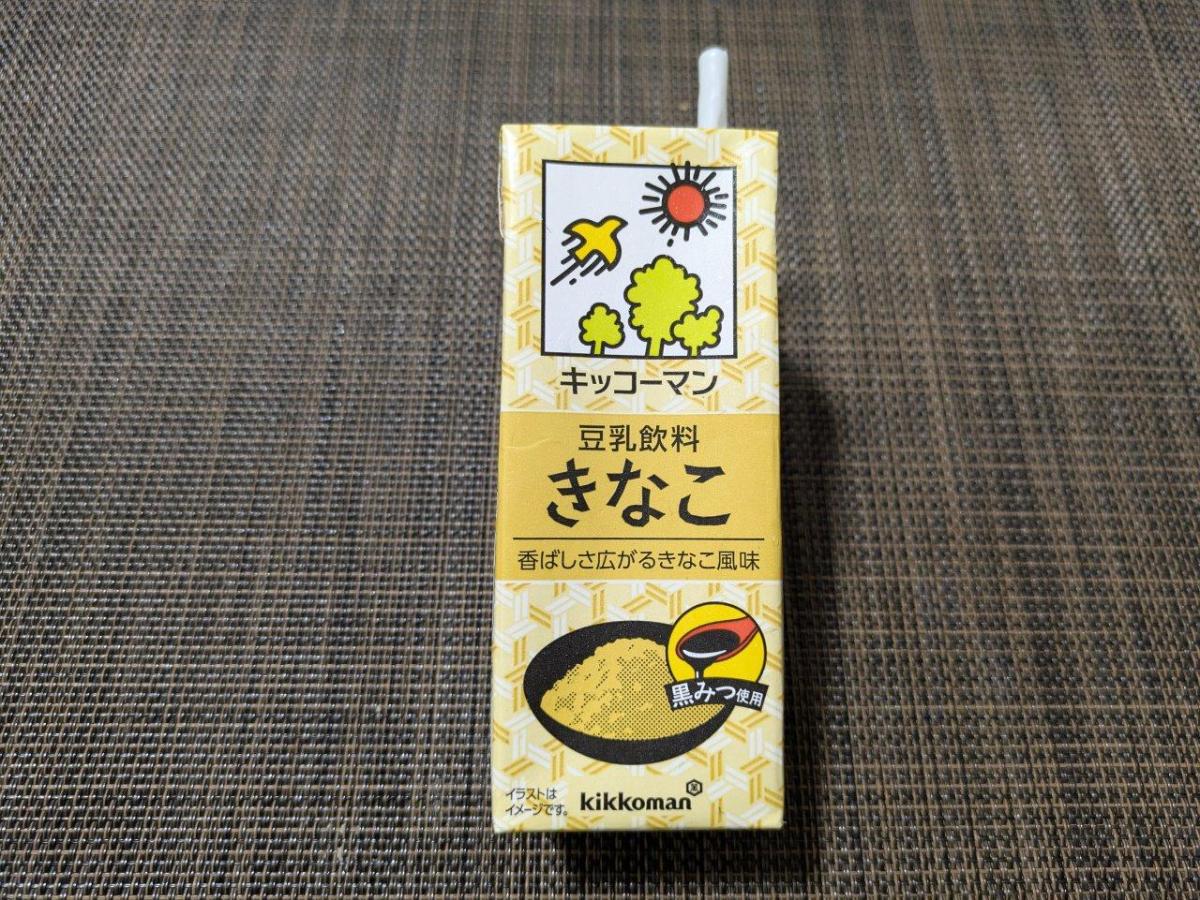 キッコーマン
豆乳飲料
きなこ
香ばしさ広がるきなこ風味
黒みつ使用
イラストは
イメージです。
kikkoman